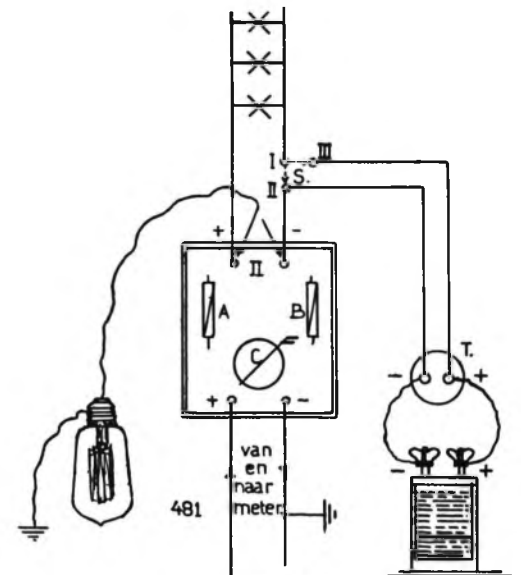 III
I
S.
II
+ -
II
A B
C
T.
- +
+ -
van
en
naar
meter
481
- +